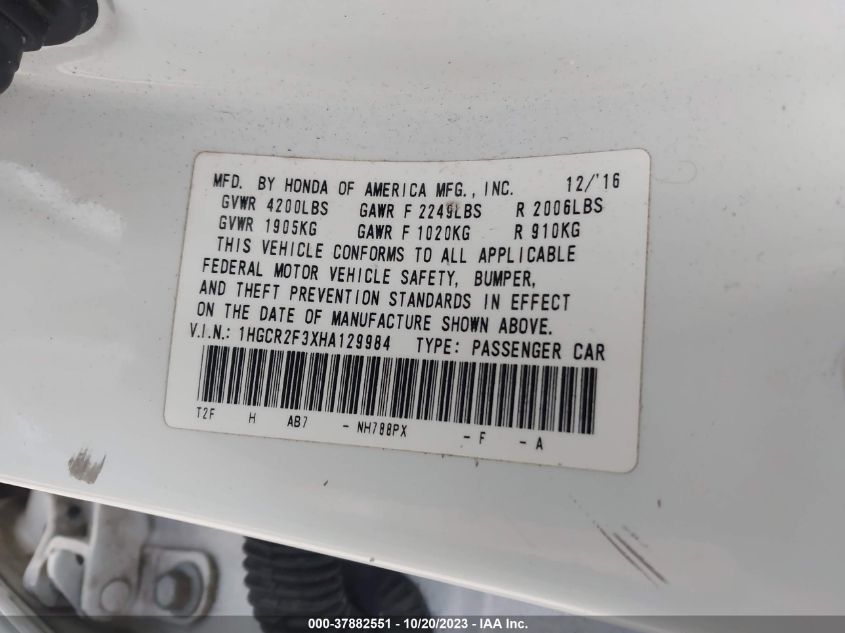 MFD. BY HONDA OF AMERICA MFG., INC. 12/'16
GVWR 4200LBS GAWR F 2249LBS R 2006LBS
GVWR 1905KG GAWR F 1020KG R 910KG
THIS VEHICLE CONFORMS TO ALL APPLICABLE
FEDERAL MOTOR VEHICLE SAFETY, BUMPER,
AND THEFT PREVENTION STANDARDS IN EFFECT
ON THE DATE OF MANUFACTURE SHOWN ABOVE.
V.I.N.: 1HGCR2F3XHA129984 TYPE: PASSENGER CAR
T2F H AB7 - NH788PX - F - A
000-37882551 - 10/20/2023 - IAA Inc.